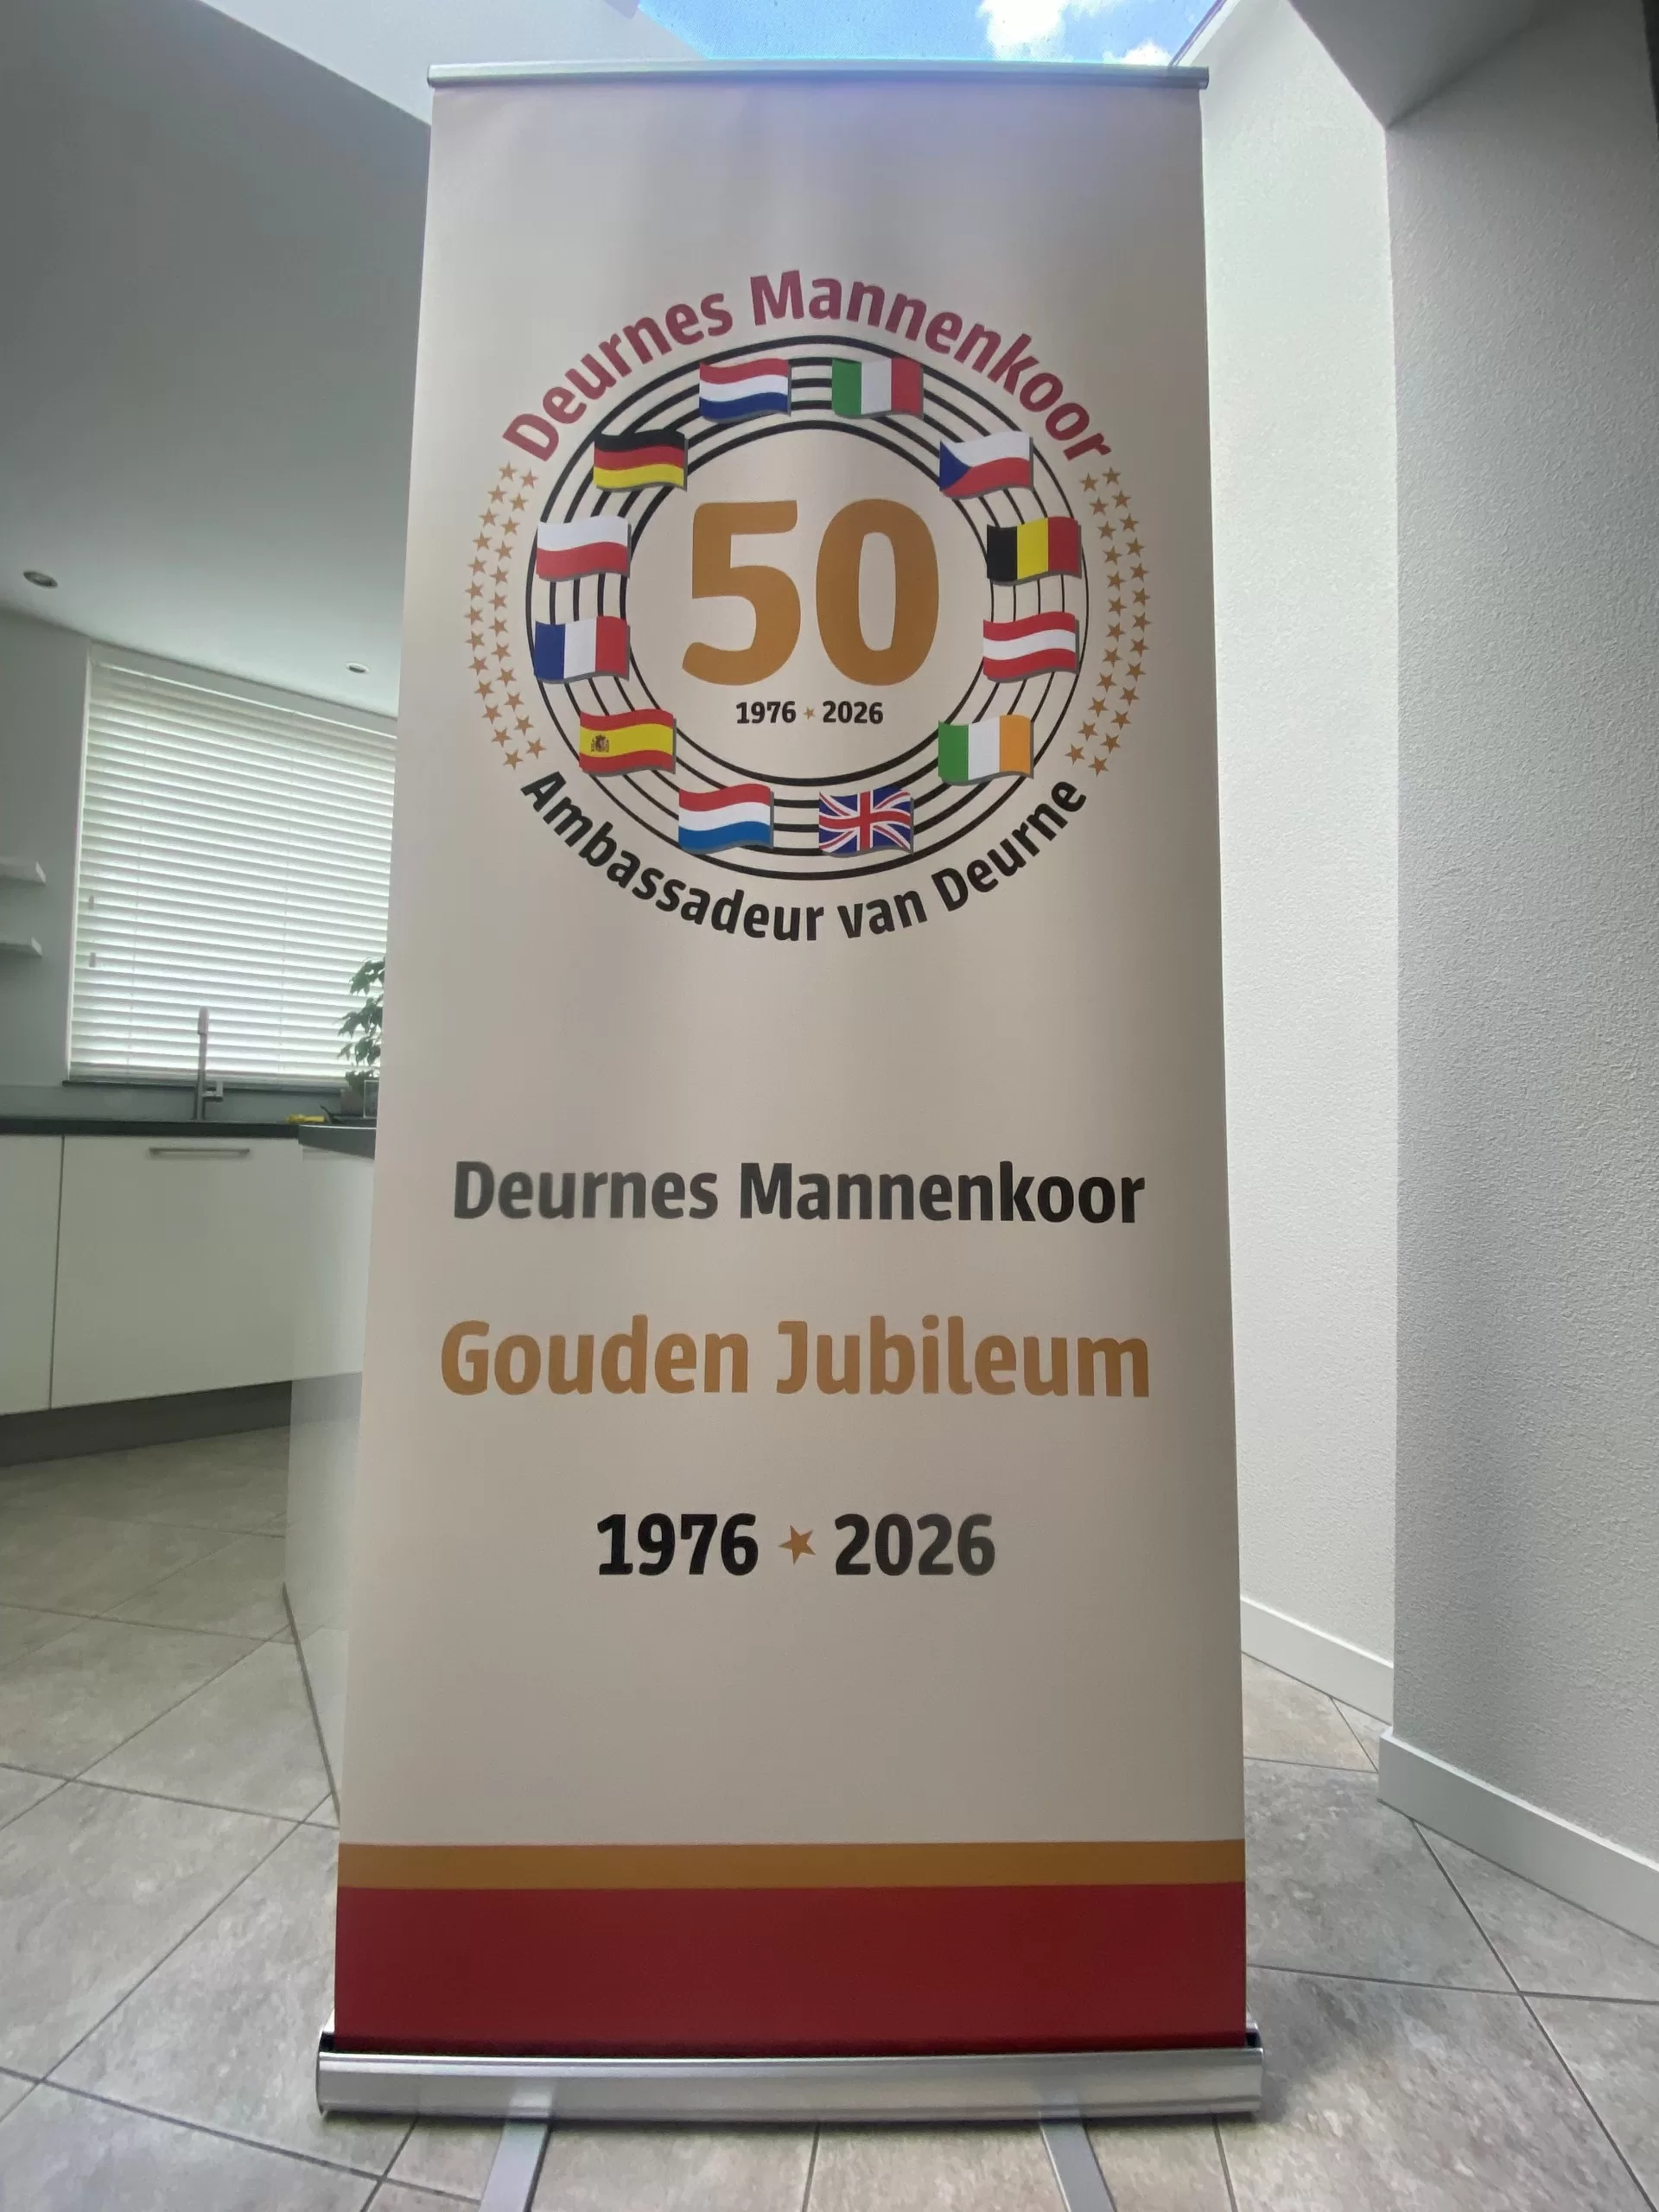 Deurnes Mannenkoor
50
1976 ★ 2026
Ambassadeur van Deurne
Deurnes Mannenkoor
Gouden Jubileum
1976 ★ 2026